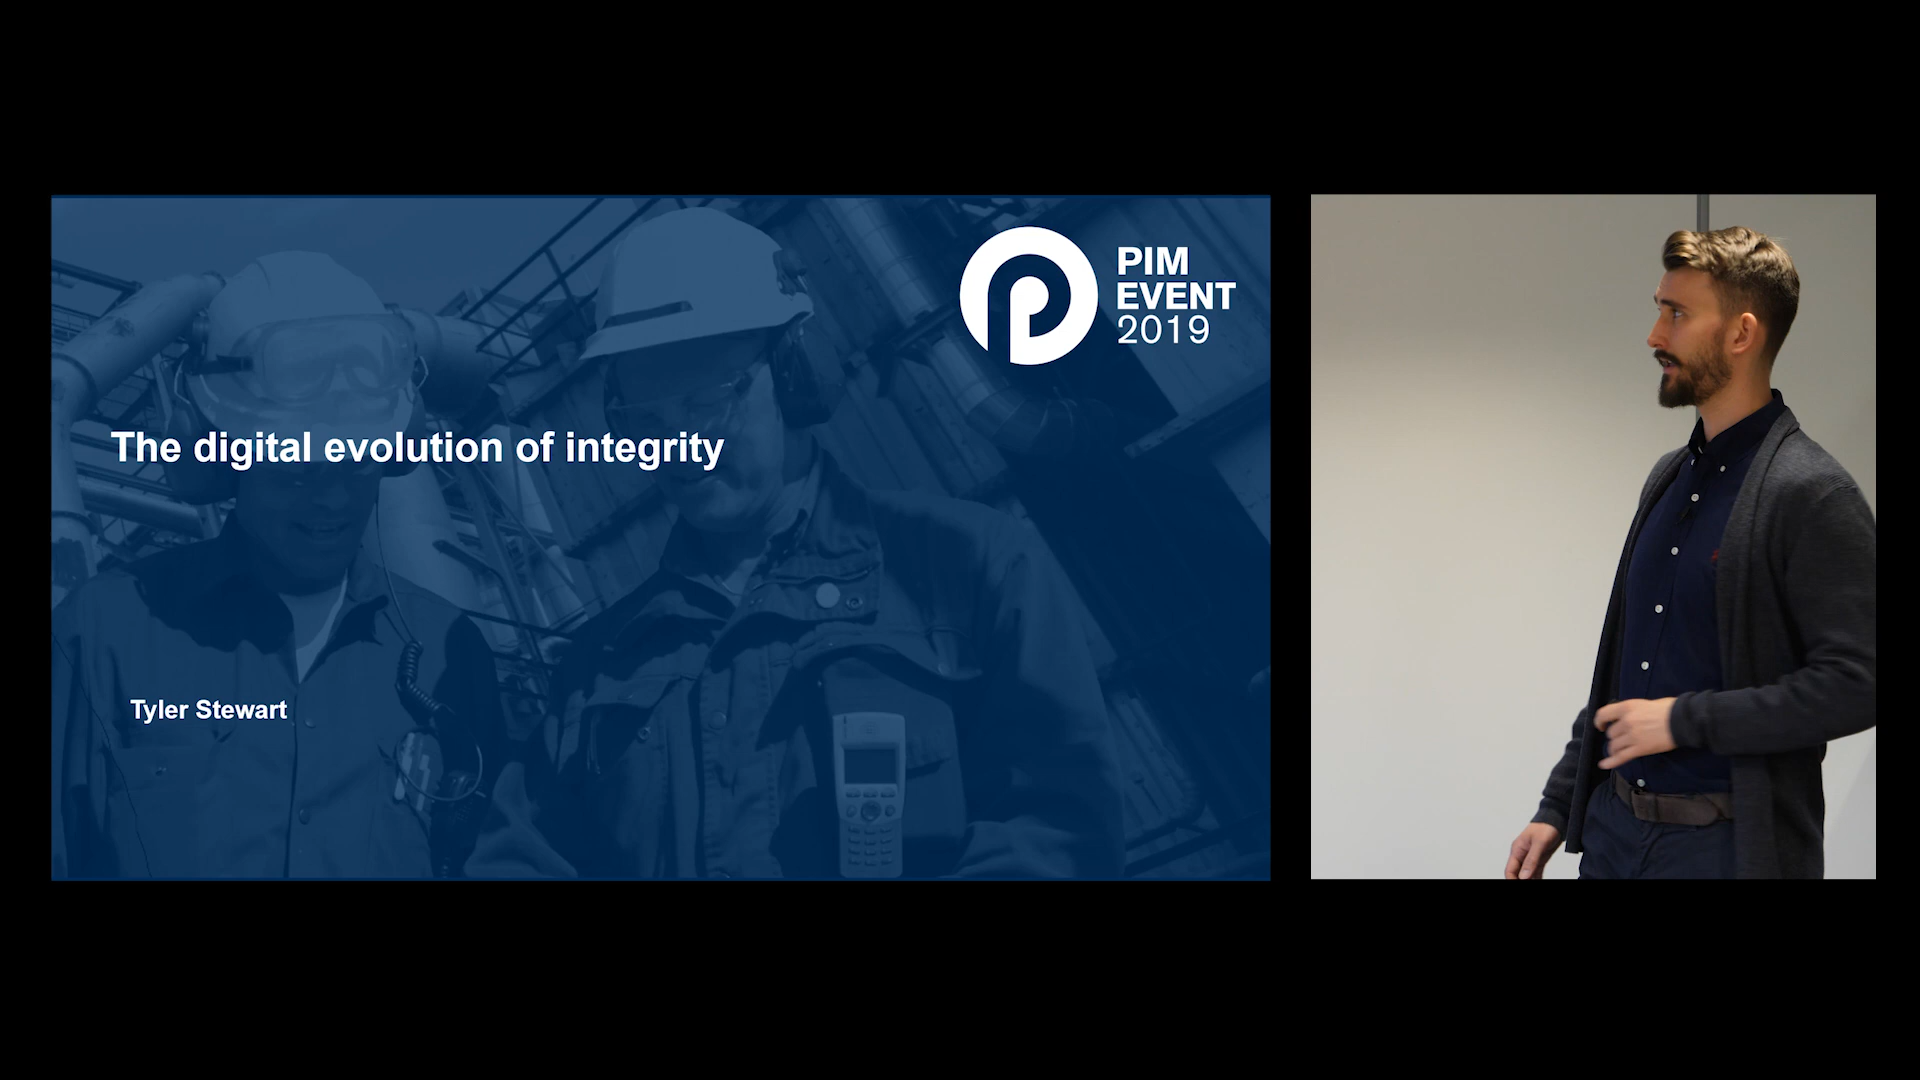 PIM
EVENT
2019
The digital evolution of integrity
Tyler Stewart